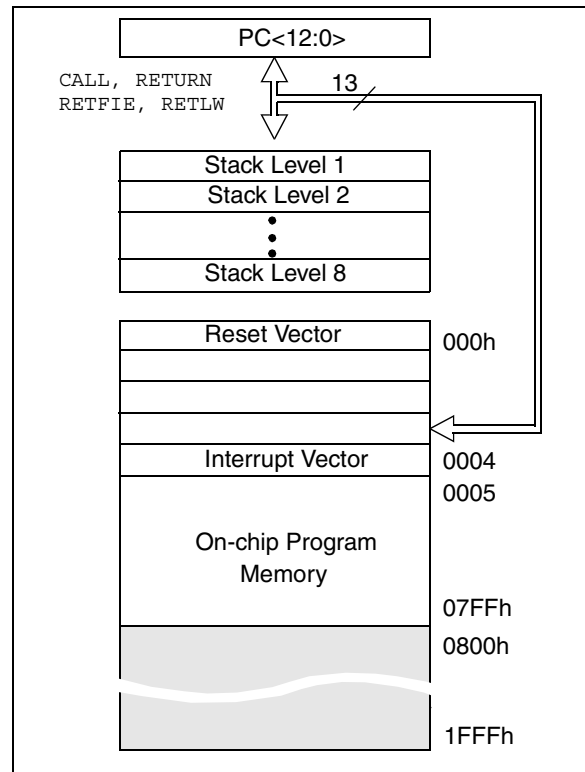 PC<12:0>
CALL, RETURN
RETFIE, RETLW
13
Stack Level 1
Stack Level 2
Stack Level 8
Reset Vector
000h
Interrupt Vector
0004
0005
On-chip Program
Memory
07FFh
0800h
1FFFh